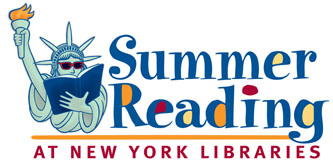 Summer
Reading
AT NEW YORK LIBRARIES